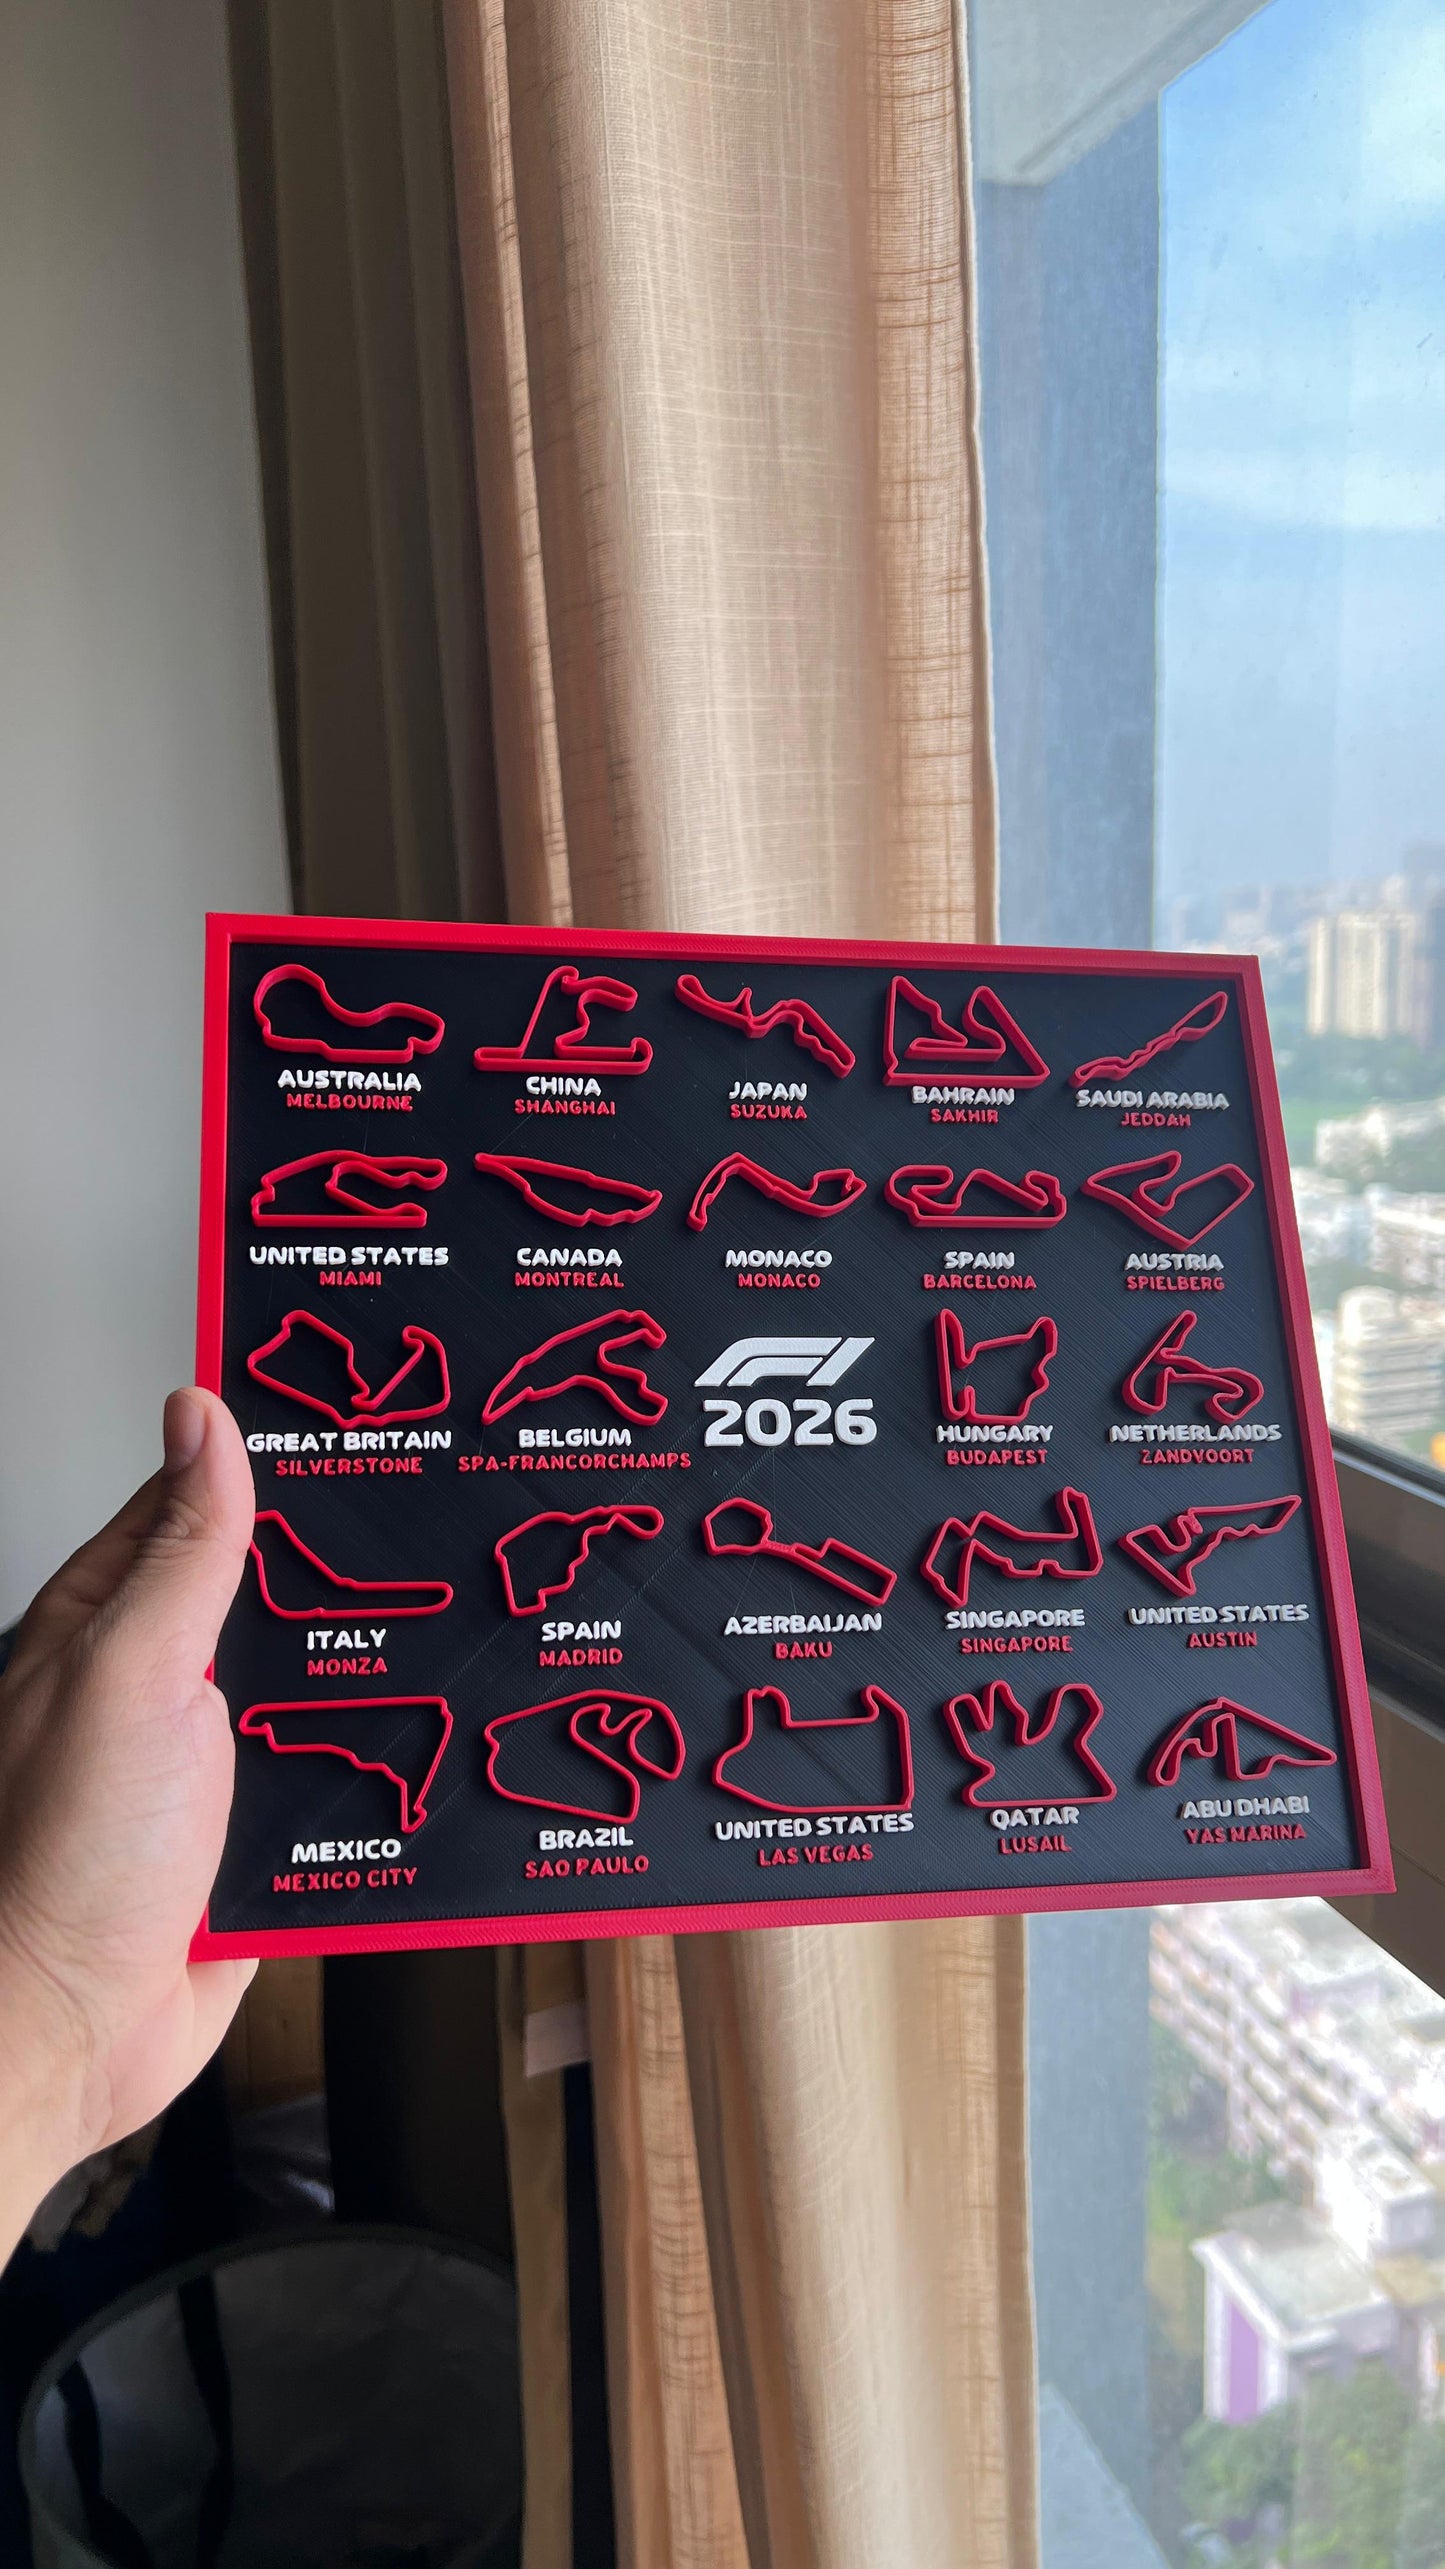 AUSTRALIA
MELBOURNE
CHINA
SHANGHAI
JAPAN
SUZUKA
BAHRAIN
SAKHIR
SAUDI ARABIA
JEDDAH
UNITED STATES
MIAMI
CANADA
MONTREAL
MONACO
MONACO
SPAIN
BARCELONA
AUSTRIA
SPIELBERG
GREAT BRITAIN
SILVERSTONE
BELGIUM
SPA-FRANCORCHAMPS
F1
2026
HUNGARY
BUDAPEST
NETHERLANDS
ZANDVOORT
ITALY
MONZA
SPAIN
MADRID
AZERBAIJAN
BAKU
SINGAPORE
SINGAPORE
UNITED STATES
AUSTIN
MEXICO
MEXICO CITY
BRAZIL
SAO PAULO
UNITED STATES
LAS VEGAS
QATAR
LUSAIL
ABU DHABI
YAS MARINA